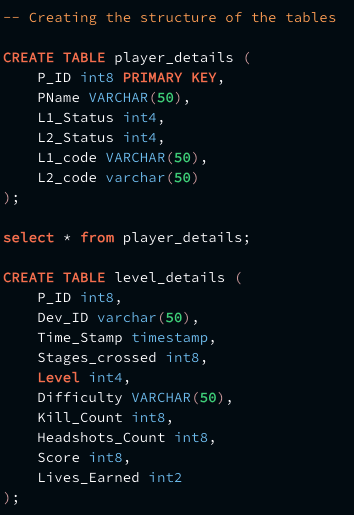 -- Creating the structure of the tables
CREATE TABLE player_details (
P_ID int8 PRIMARY KEY,
PName VARCHAR(50),
L1_Status int4,
L2_Status int4,
L1_code VARCHAR(50),
L2_code varchar(50)
);
select * from player_details;
CREATE TABLE level_details (
P_ID int8,
Dev_ID varchar(50),
Time_Stamp timestamp,
Stages_crossed int8,
Level int4,
Difficulty VARCHAR(50),
Kill_Count int8,
Headshots_Count int8,
Score int8,
Lives_Earned int2
);